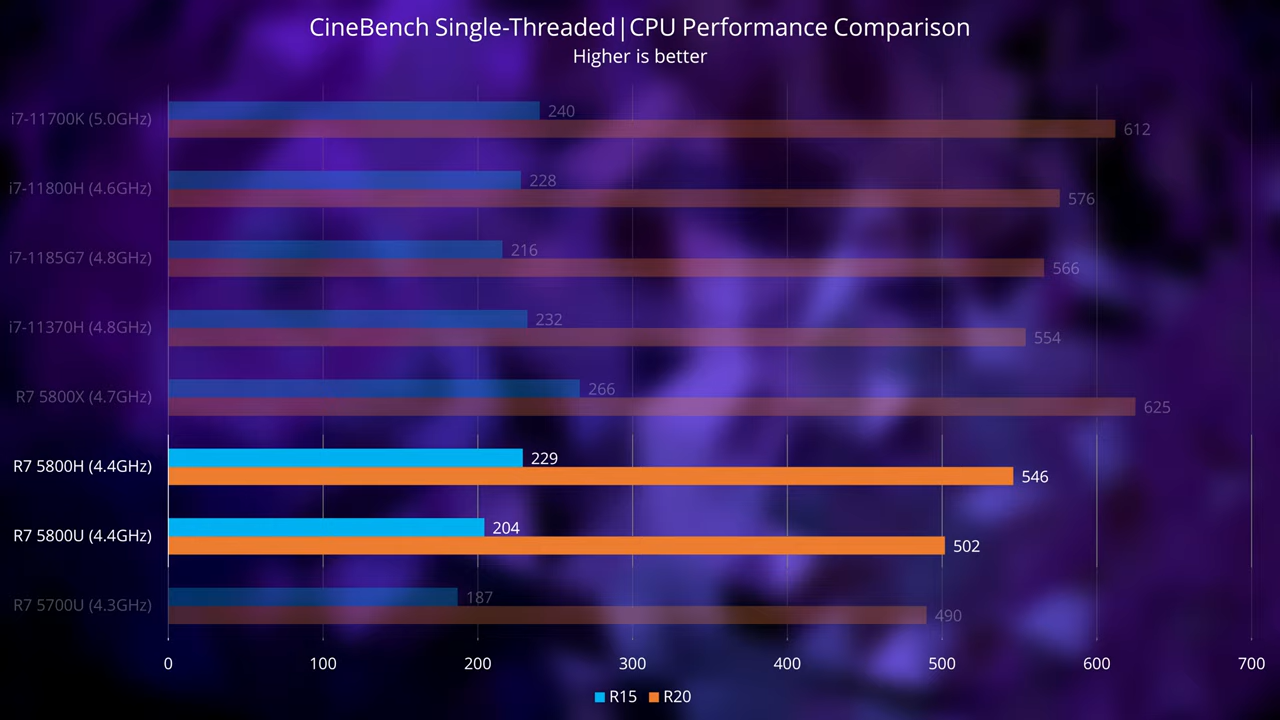 CineBench Single-Threaded|CPU Performance Comparison
Higher is better
i7-11700K (5.0GHz)
240
612
i7-11800H (4.6GHz)
228
576
i7-1185G7 (4.8GHz)
216
566
i7-11370H (4.8GHz)
232
554
R7 5800X (4.7GHz)
266
625
R7 5800H (4.4GHz)
229
546
R7 5800U (4.4GHz)
204
502
R7 5700U (4.3GHz)
187
490
0 100 200 300 400 500 600 700
R15 R20